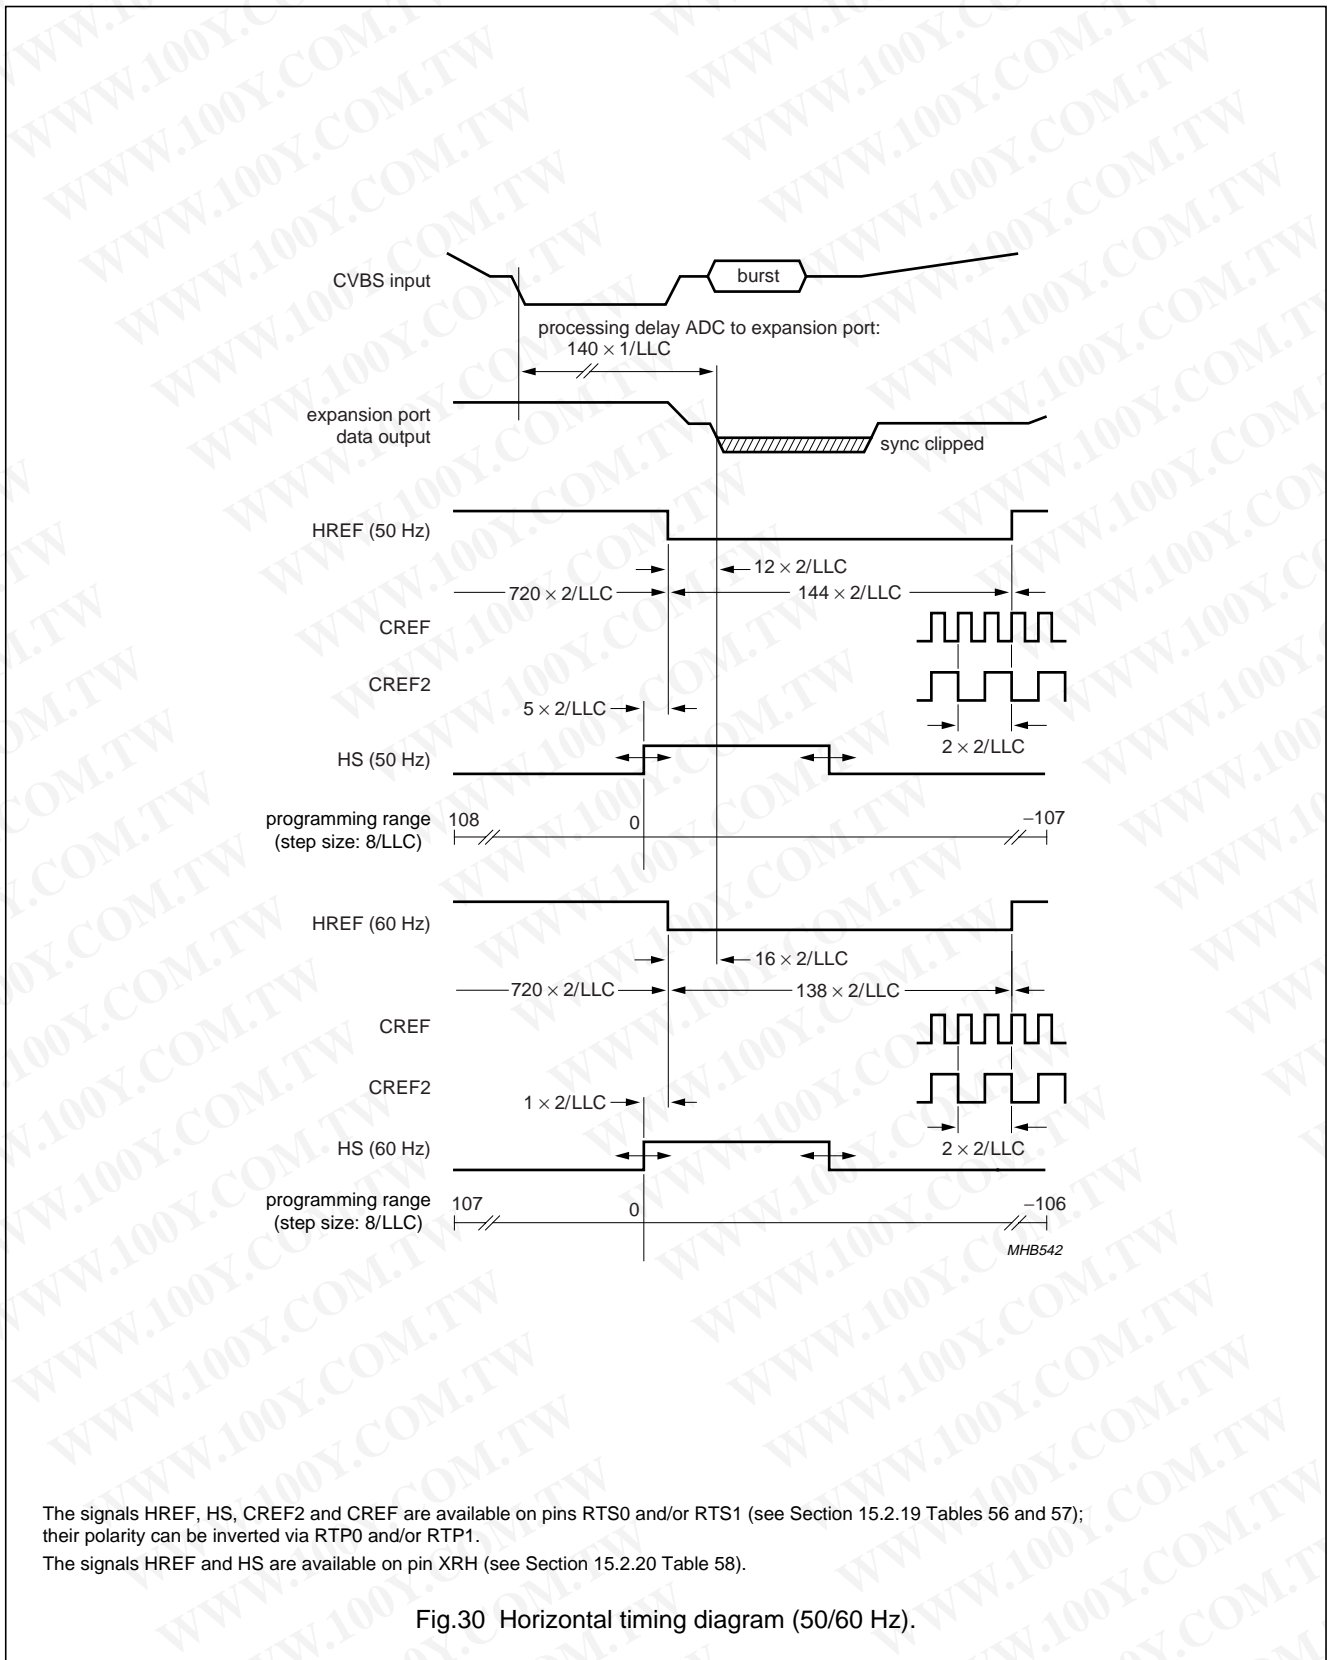 CVBS input
burst
processing delay ADC to expansion port:
140 × 1/LLC
expansion port
data output
sync clipped
HREF (50 Hz)
12 × 2/LLC
720 × 2/LLC
144 × 2/LLC
CREF
CREF2
5 × 2/LLC
2 × 2/LLC
HS (50 Hz)
programming range
(step size: 8/LLC)
108
0
−107
HREF (60 Hz)
16 × 2/LLC
720 × 2/LLC
138 × 2/LLC
CREF
CREF2
1 × 2/LLC
2 × 2/LLC
HS (60 Hz)
programming range
(step size: 8/LLC)
107
0
−106
MHB542
The signals HREF, HS, CREF2 and CREF are available on pins RTS0 and/or RTS1 (see Section 15.2.19 Tables 56 and 57);
their polarity can be inverted via RTP0 and/or RTP1.
The signals HREF and HS are available on pin XRH (see Section 15.2.20 Table 58).
Fig.30 Horizontal timing diagram (50/60 Hz).
WWW.100Y.COM.TW